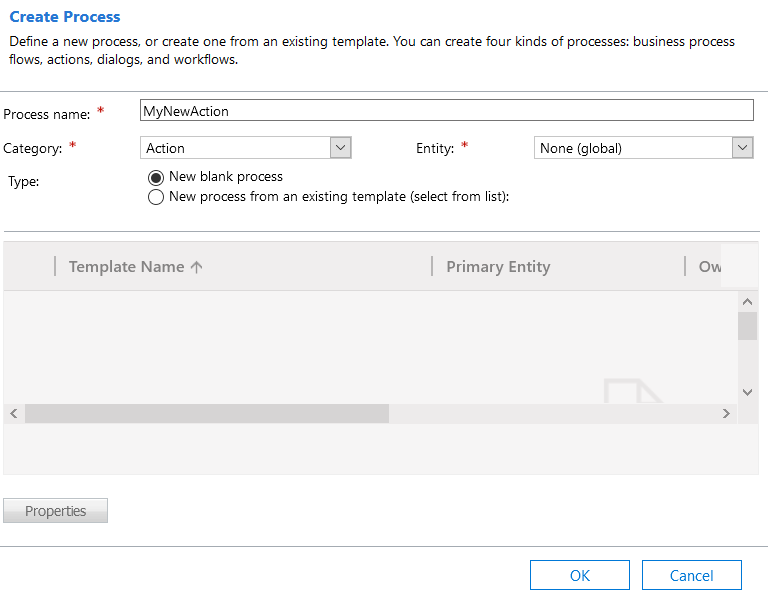 Create Process
Define a new process, or create one from an existing template. You can create four kinds of processes: business process
flows, actions, dialogs, and workflows.
Process name: * MyNewAction
Category: * Action Entity: * None (global)
Type: New blank process
New process from an existing template (select from list):
Template Name ↑ Primary Entity Ow
Properties
OK Cancel